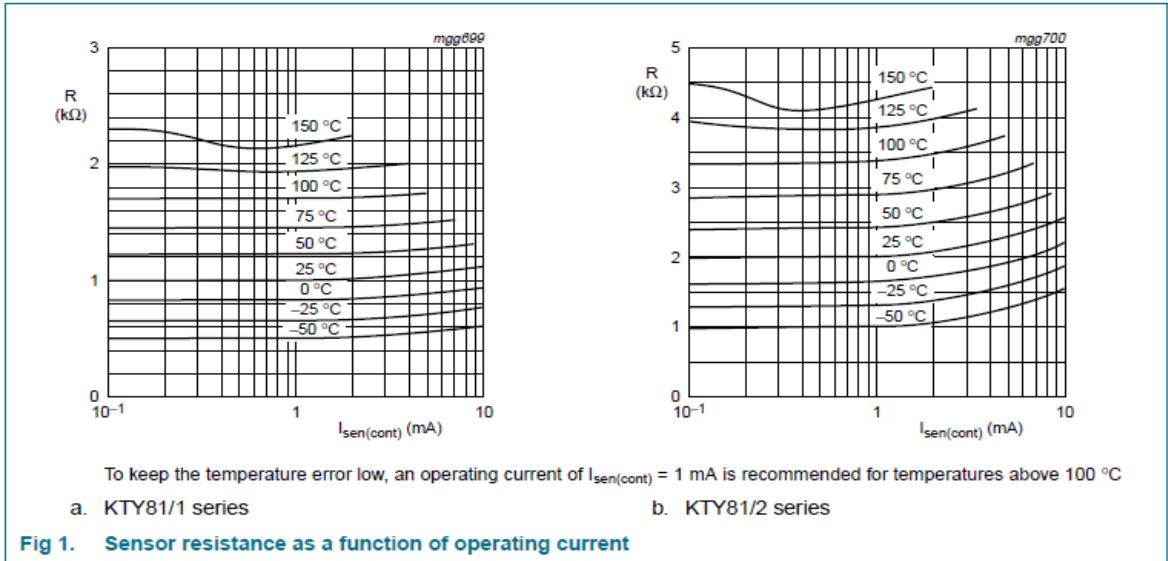 mgg699
3
R
(kΩ)
150 °C
2
125 °C
100 °C
75 °C
50 °C
25 °C
1
0 °C
–25 °C
–50 °C
0
10–1
1
10
Isen(cont) (mA)
mgg700
5
R
(kΩ)
150 °C
4
125 °C
100 °C
3
75 °C
50 °C
25 °C
2
0 °C
–25 °C
–50 °C
1
0
10–1
1
10
Isen(cont) (mA)
To keep the temperature error low, an operating current of Isen(cont) = 1 mA is recommended for temperatures above 100 °C
a. KTY81/1 series
b. KTY81/2 series
Fig 1. Sensor resistance as a function of operating current